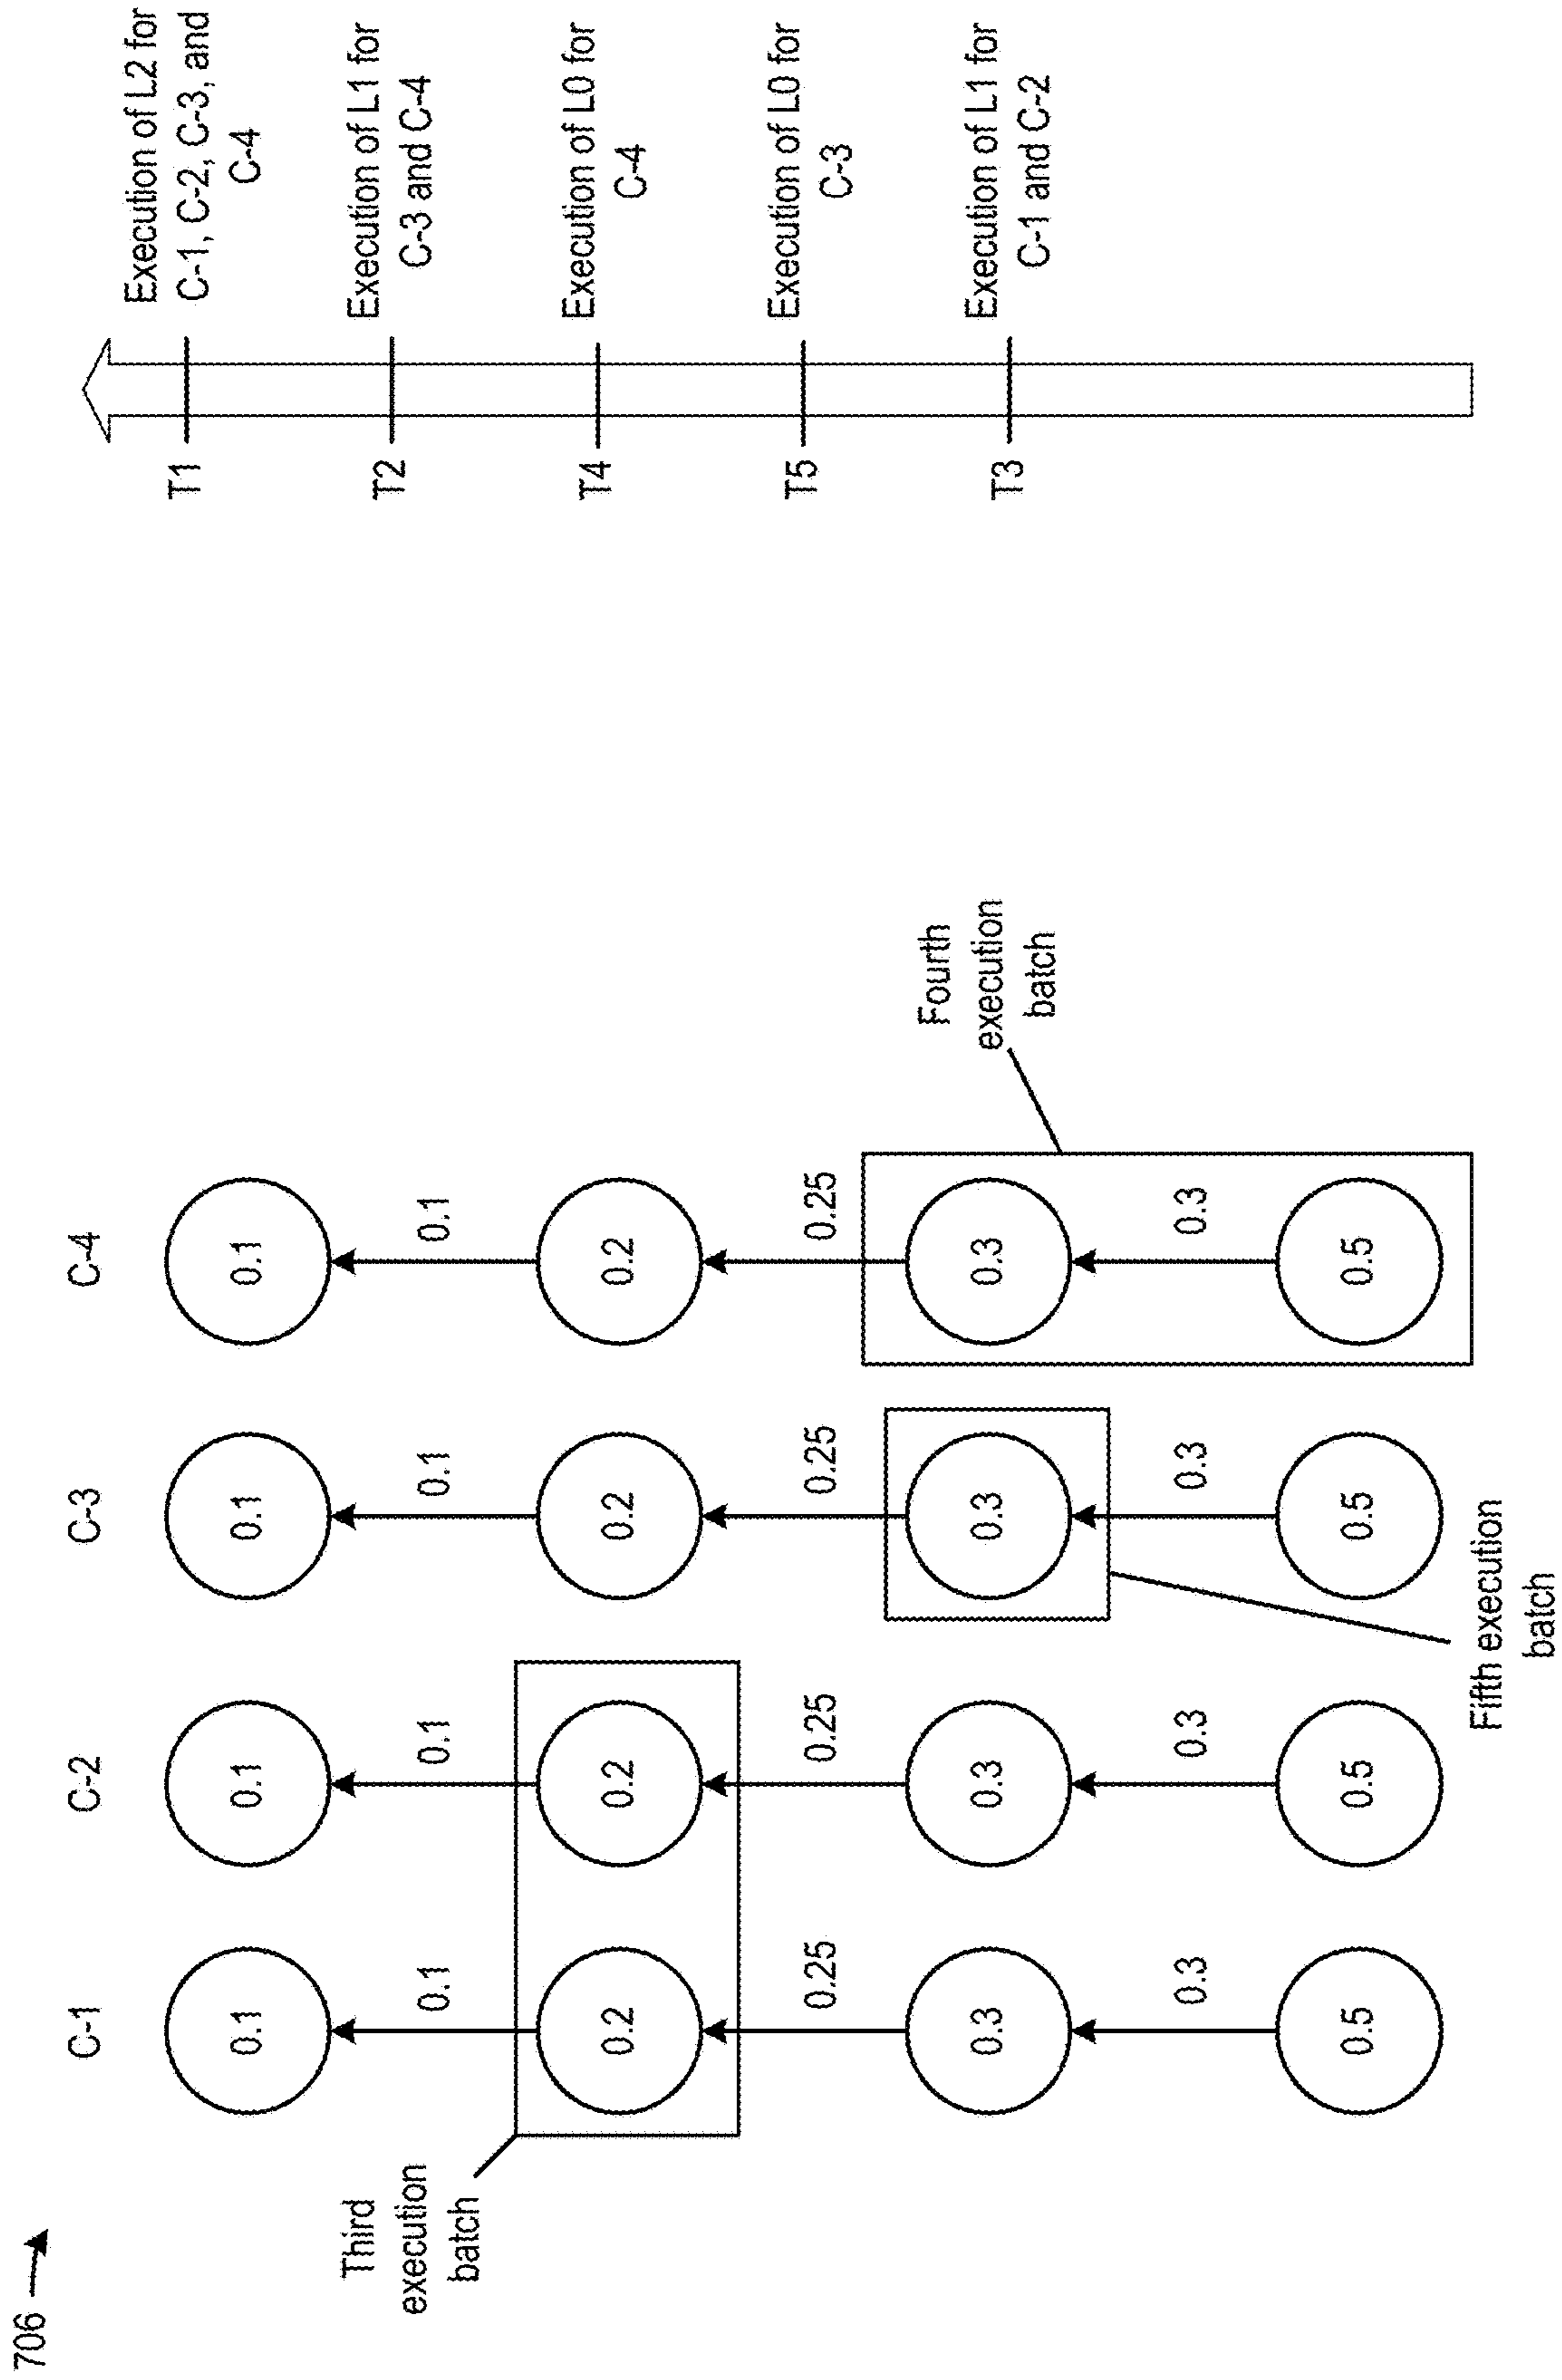 706
C-1
C-2
C-3
C-4
0.1
0.1
0.1
0.1
0.1
0.1
0.1
0.1
Third
execution
batch
0.2
0.2
0.2
0.2
0.25
0.25
0.25
0.25
0.3
0.3
0.3
0.3
Fourth
execution
batch
0.3
0.3
0.3
0.3
0.5
0.5
0.5
0.5
Fifth execution
batch
T1
Execution of L2 for
C-1, C-2, C-3, and
C-4
T2
Execution of L1 for
C-3 and C-4
T4
Execution of L0 for
C-4
T5
Execution of L0 for
C-3
T3
Execution of L1 for
C-1 and C-2